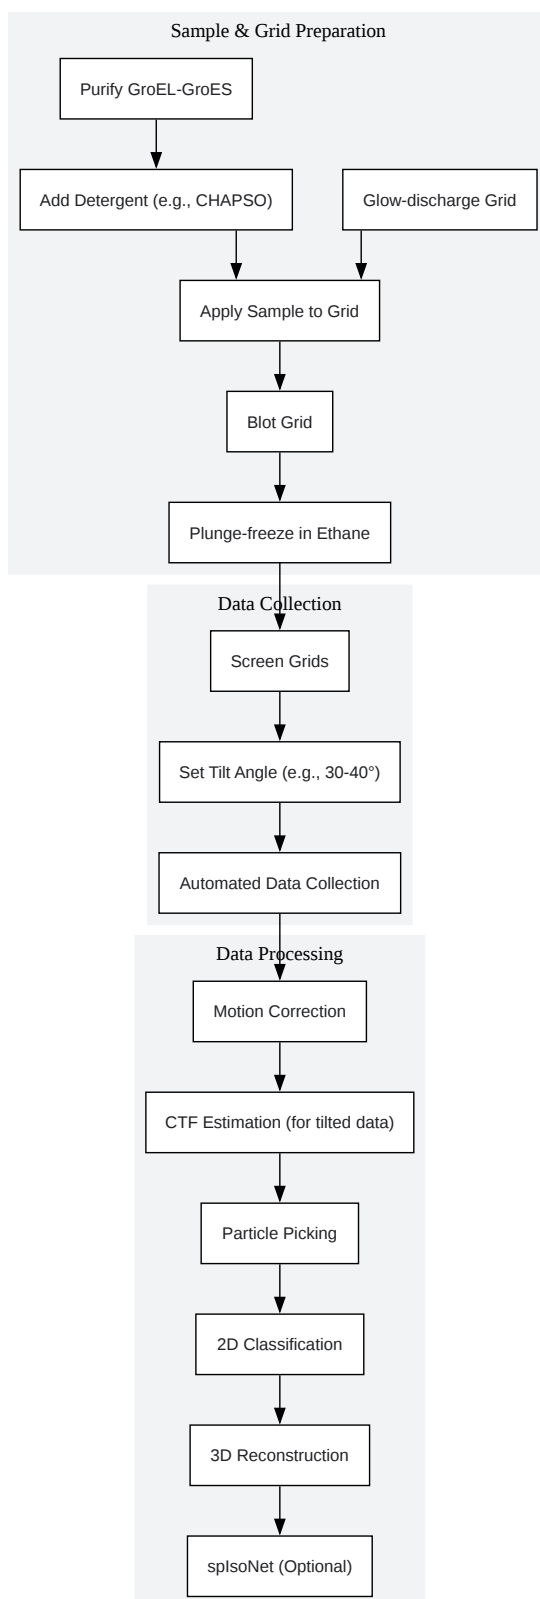 Sample & Grid Preparation
Purify GroEL-GroES
Add Detergent (e.g., CHAPSO)
Glow-discharge Grid
Apply Sample to Grid
Blot Grid
Plunge-freeze in Ethane
Data Collection
Screen Grids
Set Tilt Angle (e.g., 30-40°)
Automated Data Collection
Data Processing
Motion Correction
CTF Estimation (for tilted data)
Particle Picking
2D Classification
3D Reconstruction
spIsoNet (Optional)